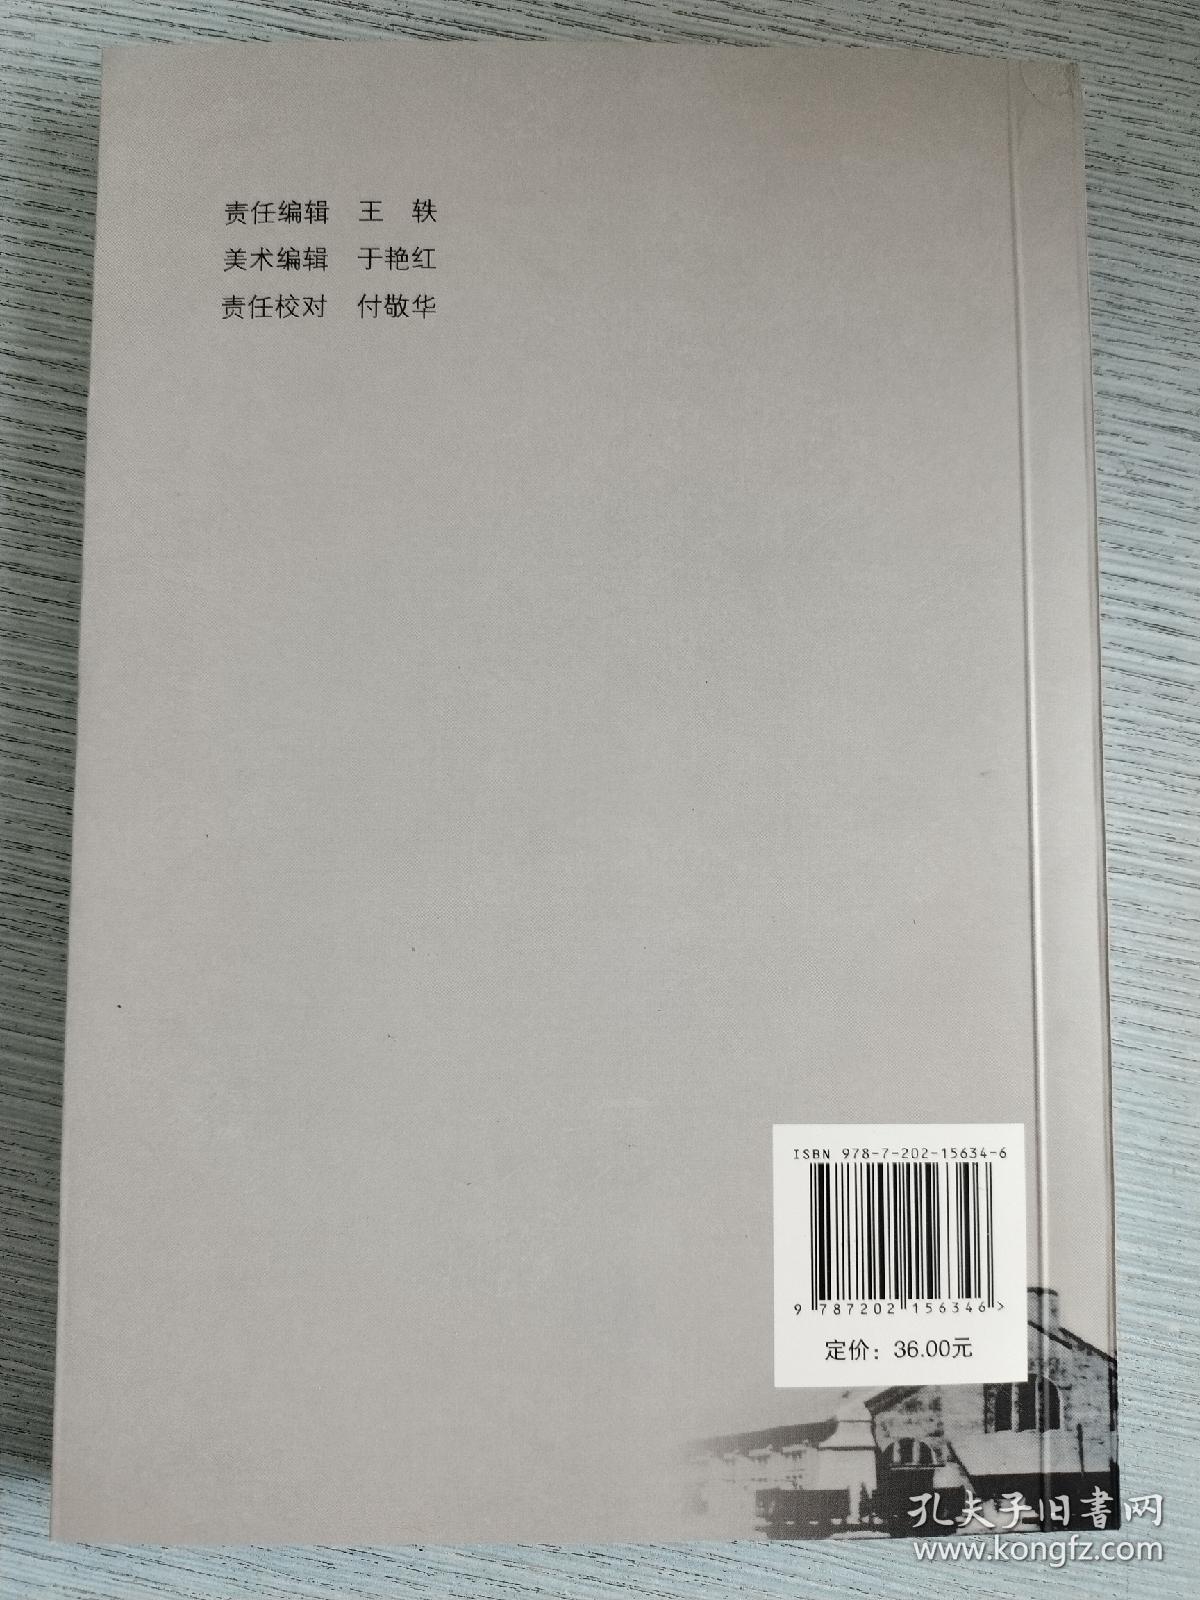 责任编辑　王　轶
美术编辑　于艳红
责任校对　付敬华
ISBN 978-7-202-15634-6
9 787202 156346 >
定价：36.00元
孔夫子旧書网
www.kongfz.com